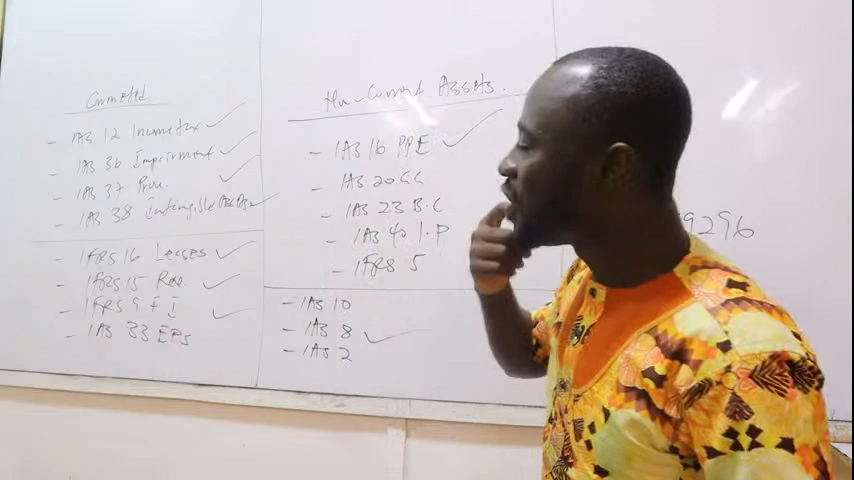 IAS 12 Income tax
IAS 36 Impairment
IAS 37 Prov.
IAS 38 Intangible Assets
IFRS 16 Leases
IFRS 15 Rev.
IFRS 9 F I
IAS 33 EPS
Non-Current Assets.
IAS 16 PPE
IAS 20 GG
IAS 23 B.C
IAS 40 I.P
IFRS 5
IAS 10
IAS 8
IAS 2
9296